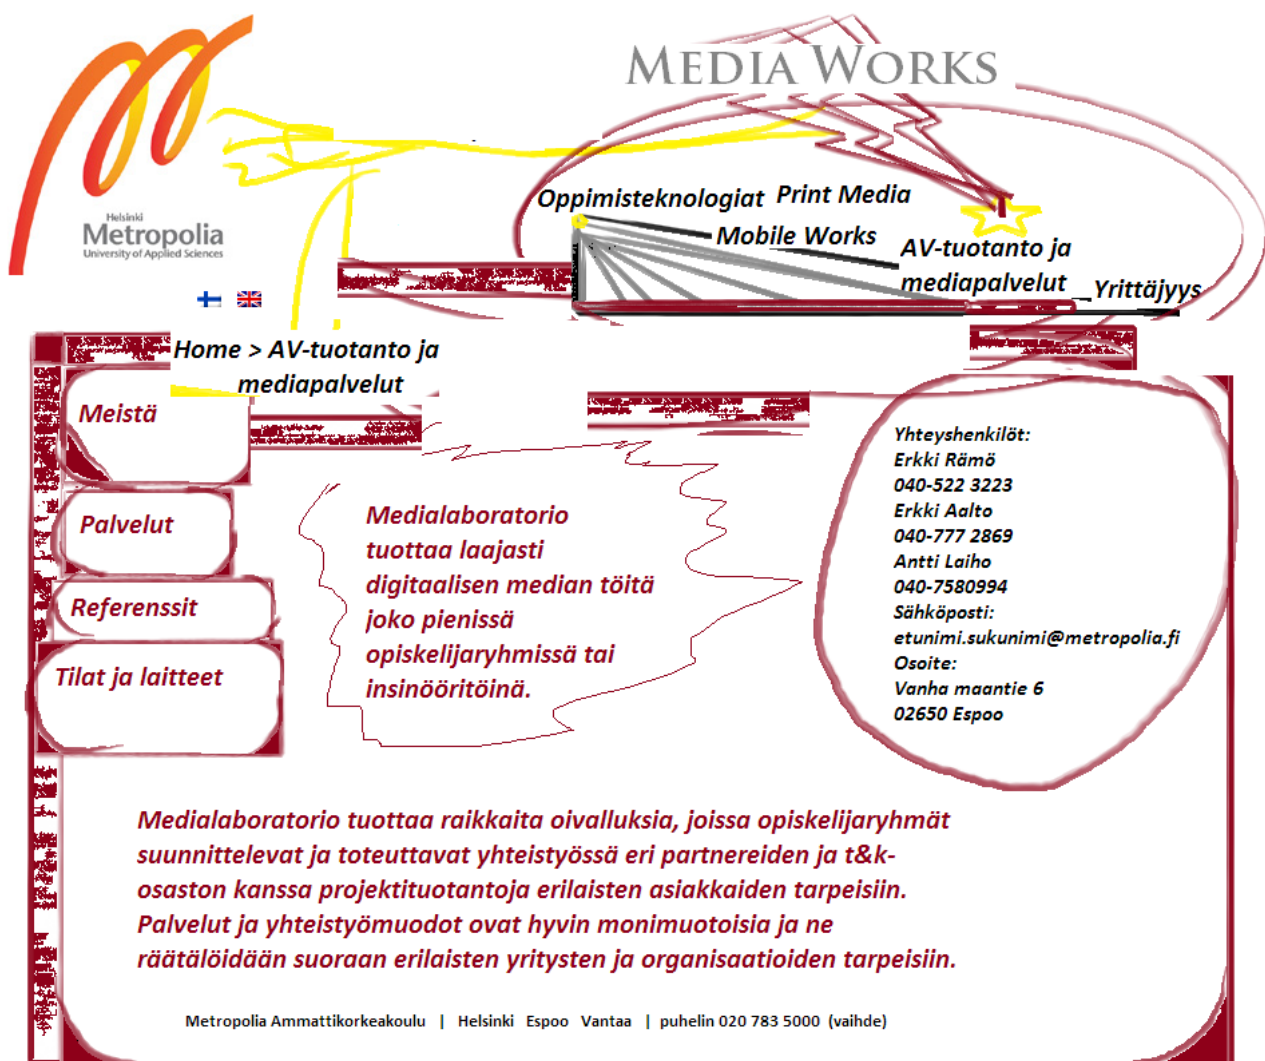 MEDIA WORKS
Helsinki
Metropolia
University of Applied Sciences
Oppimisteknologiat
Print Media
Mobile Works
AV-tuotanto ja
mediapalvelut
Yrittäjyys
Home > AV-tuotanto ja
mediapalvelut
Meistä
Palvelut
Referenssit
Tilat ja laitteet
Medialaboratorio
tuottaa laajasti
digitaalisen median töitä
joko pienissä
opiskelijaryhmissä tai
insinööritöinä.
Yhteyshenkilöt:
Erkki Rämö
040-522 3223
Erkki Aalto
040-777 2869
Antti Laiho
040-7580994
Sähköposti:
etunimi.sukunimi@metropolia.fi
Osoite:
Vanha maantie 6
02650 Espoo
Medialaboratorio tuottaa raikkaita oivalluksia, joissa opiskelijaryhmät
suunnittelevat ja toteuttavat yhteistyössä eri partnereiden ja t&k-
osaston kanssa projektituotantoja erilaisten asiakkaiden tarpeisiin.
Palvelut ja yhteistyömuodot ovat hyvin monimuotoisia ja ne
räätälöidään suoraan erilaisten yritysten ja organisaatioiden tarpeisiin.
Metropolia Ammattikorkeakoulu | Helsinki Espoo Vantaa | puhelin 020 783 5000 (vaihde)